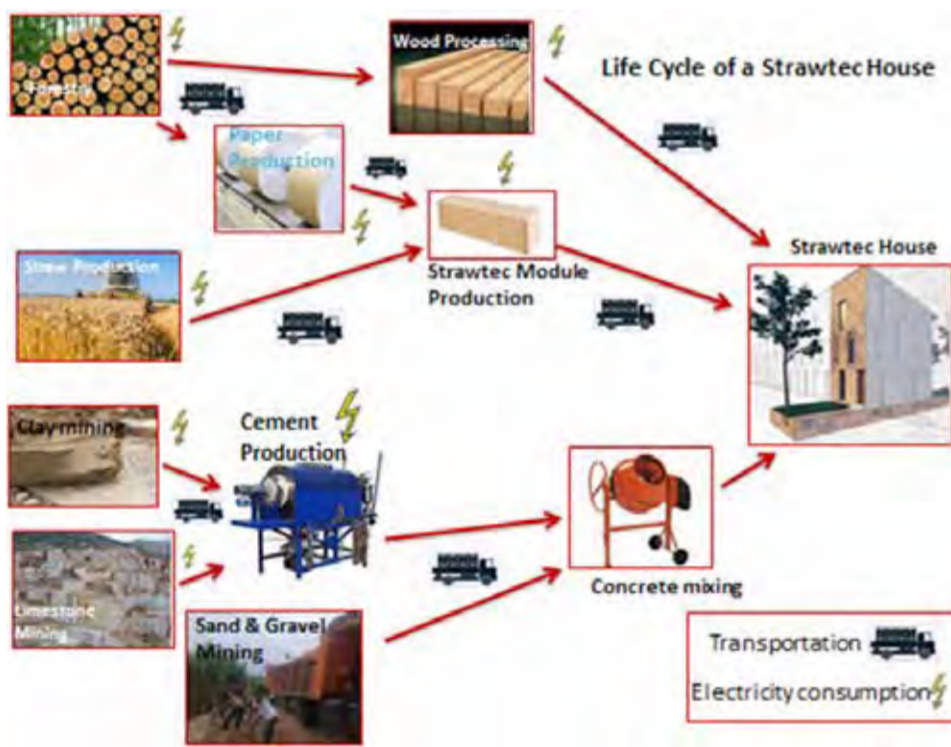 Forestry
Wood Processing
Life Cycle of a Strawtec House
Paper
Production
Straw Production
Strawtec Module
Production
Strawtec House
Clay mining
Cement
Production
Limestone
Mining
Sand & Gravel
Mining
Concrete mixing
Transportation
Electricity consumption